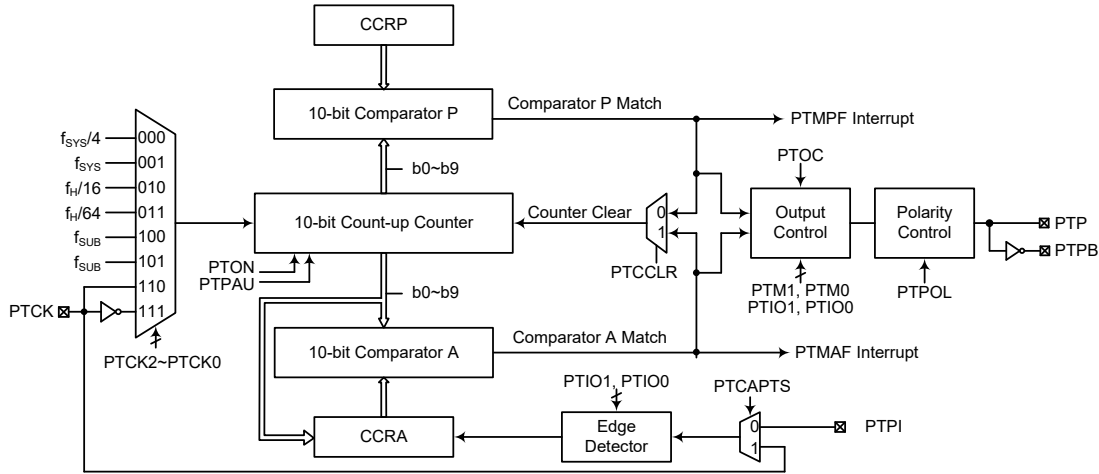 CCRP
10-bit Comparator P
Comparator P Match
PTMPF Interrupt
b0~b9
fSYS/4
000
fSYS
001
fH/16
010
fH/64
011
fSUB
100
fSUB
101
110
111
PTCK
PTCK2~PTCK0
10-bit Count-up Counter
PTON
PTPAU
Counter Clear
0
1
PTCCLR
PTOC
Output
Control
PTM1, PTM0
PTIO1, PTIO0
Polarity
Control
PTPOL
PTP
PTPB
b0~b9
10-bit Comparator A
Comparator A Match
PTMAF Interrupt
CCRA
PTIO1, PTIO0
Edge
Detector
PTCAPTS
0
1
PTPI